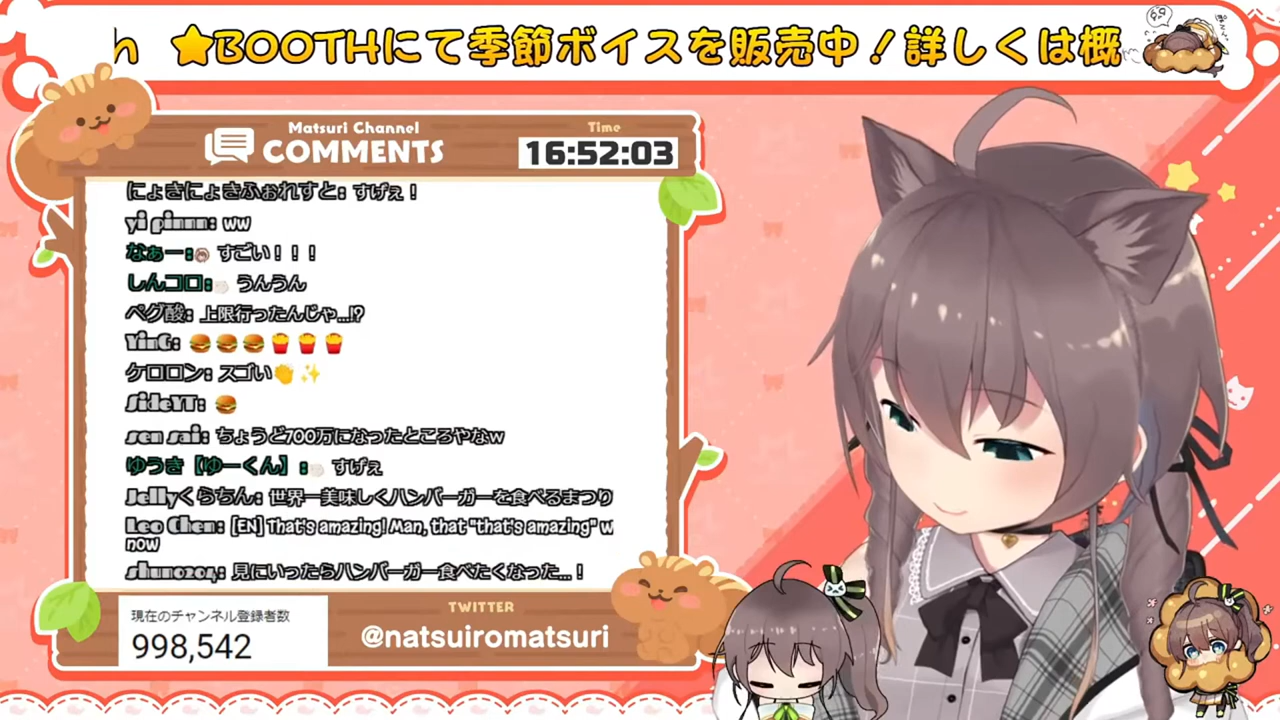 h ★BOOTHにて季節ボイスを販売中！詳しくは概
Matsuri Channel
COMMENTS
Time
16:52:03
にょきにょきふぉれすと: すげぇ！
yi pinnn: ww
なぁー: すごい！！！
しんコロ: うんうん
ペグ酸: 上限行ったんじゃ...!?
YinG: 🍔🍔🍔🍟🍟🍟
ケロロン: スゴい👏✨
SideYT: 🍔
sen sai: ちょうど700万になったところやなw
ゆうき【ゆーくん】: すげぇ
Jellyくらちん: 世界一美味しくハンバーガーを食べるまつり
Leo Chen: [EN] That's amazing! Man, that "that's amazing" w
now
shun0204: 見にいったらハンバーガー食べたくなった...！
現在のチャンネル登録者数
998,542
TWITTER
@natsuiromatsuri